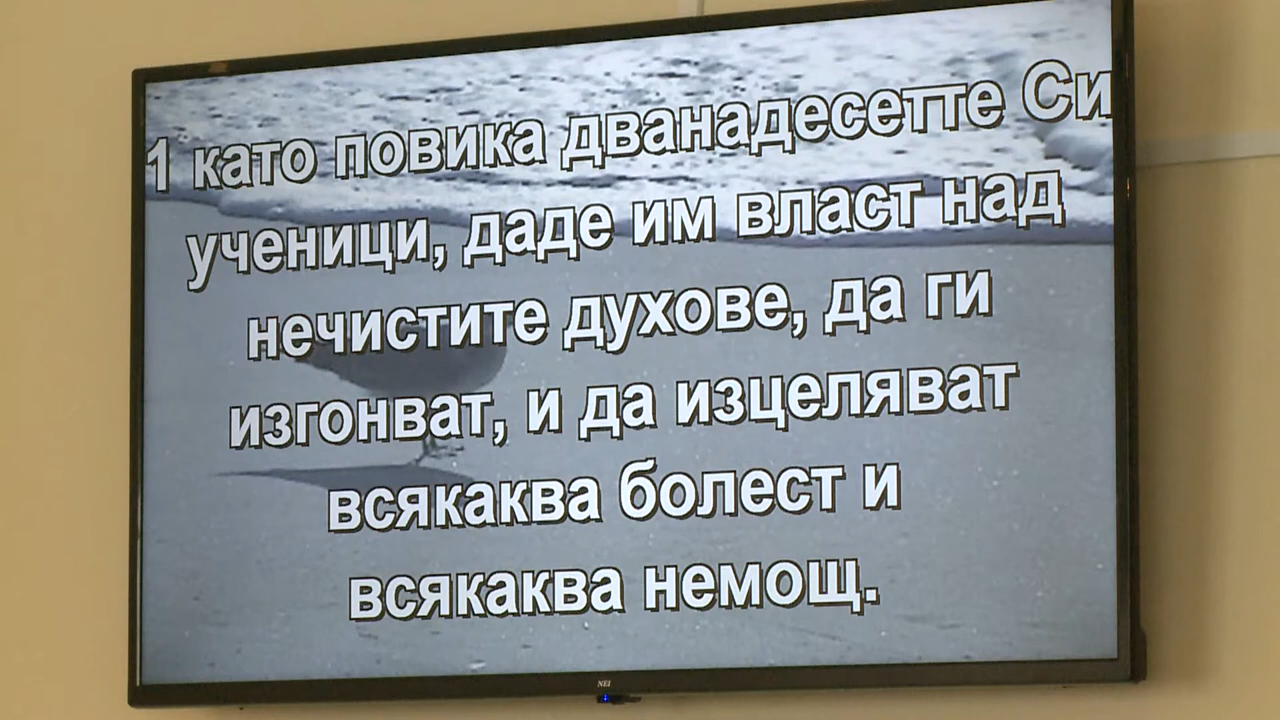 1 като повика дванадесетте Си
ученици, даде им власт над
нечистите духове, да ги
изгонват, и да изцеляват
всякаква болест и
всякаква немощ.
NEI